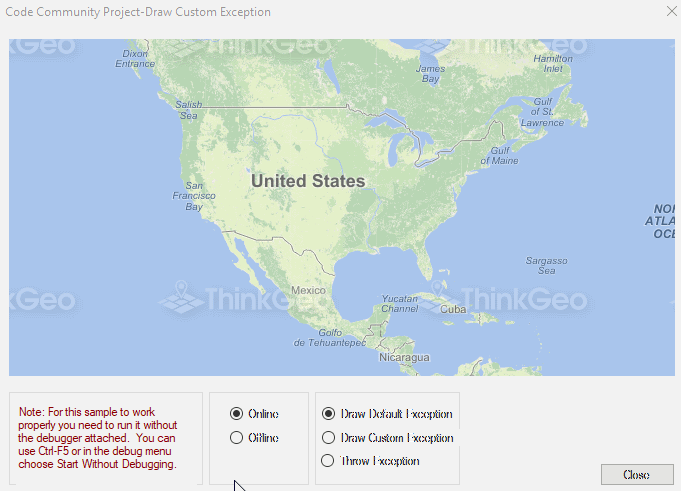 Code Community Project-Draw Custom Exception
ThinkGeo
ThinkGeo
Dixon
Entrance
James
Bay
Hamilton
Inlet
Salish
Sea
Gulf
of St.
Lawrence
Gulf
of Maine
United States
San
Francisco
Bay
Sargasso
Sea
Mexico
ThinkGeo
ThinkGeo
Yucatan
Channel
Cuba
Golfo
de Tehuantepec
Nicaragua
Note: For this sample to work
properly you need to run it without
the debugger attached. You can
use Ctrl-F5 or in the debug menu
choose Start Without Debugging.
Online
Offline
Draw Default Exception
Draw Custom Exception
Throw Exception
Close